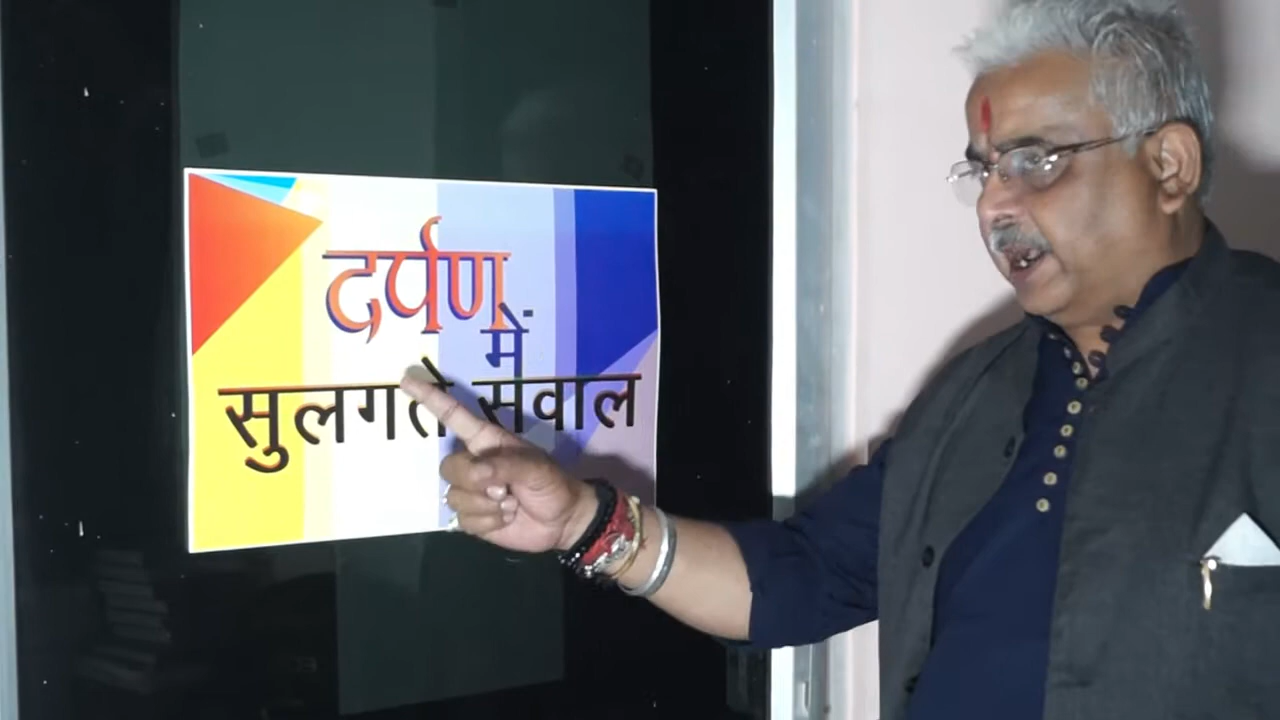 दर्पण
में
सुलगते सवाल